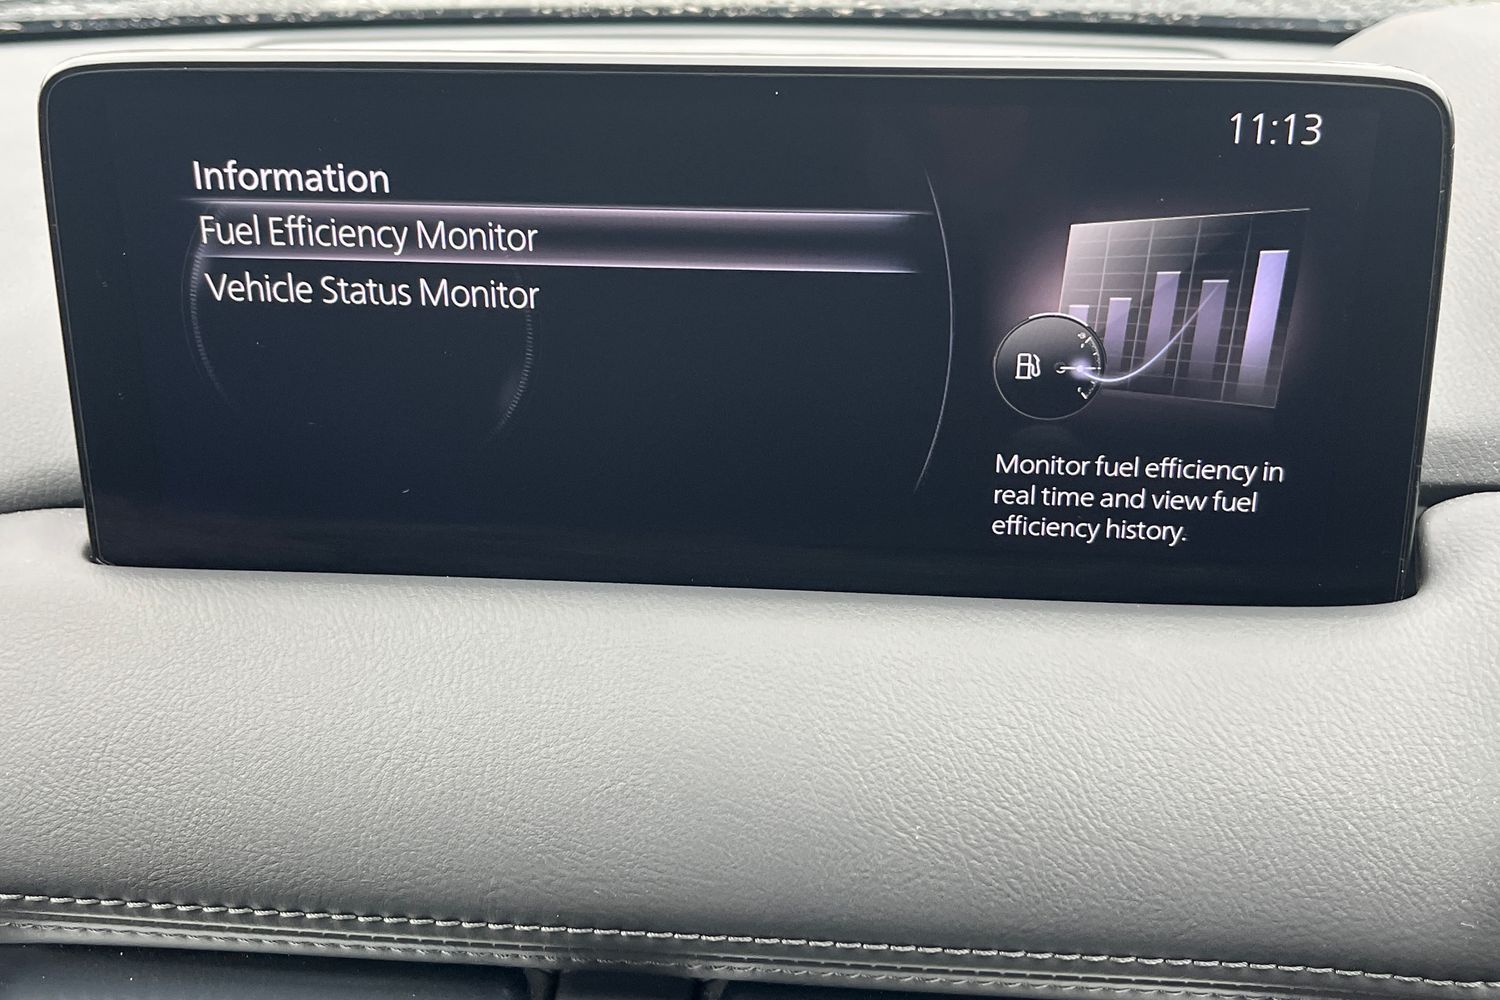 11:13
Information
Fuel Efficiency Monitor
Vehicle Status Monitor
Monitor fuel efficiency in
real time and view fuel
efficiency history.